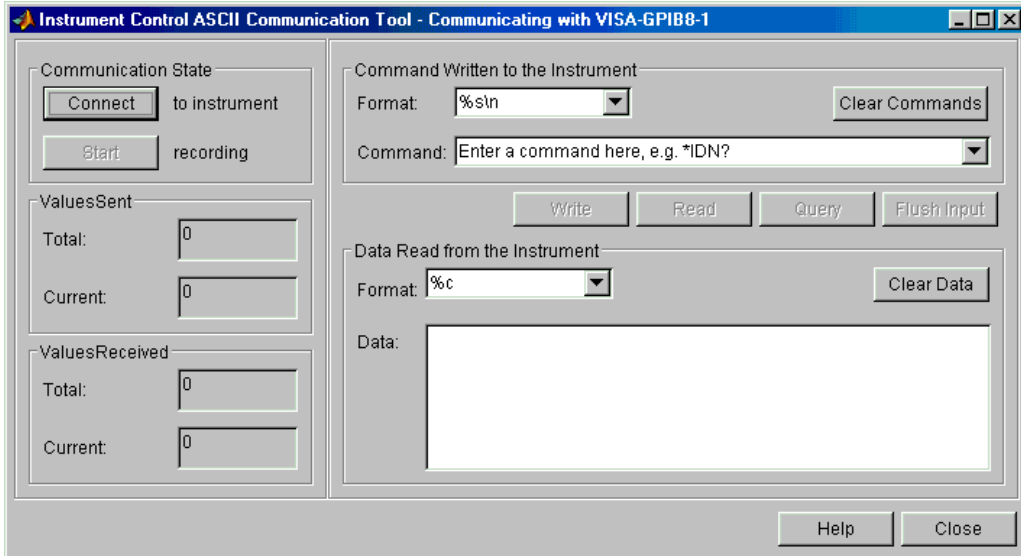 Instrument Control ASCII Communication Tool - Communicating with VISA-GPIB8-1
Communication State
Connect to instrument
Start recording
ValuesSent
Total: 0
Current: 0
ValuesReceived
Total: 0
Current: 0
Command Written to the Instrument
Format: %s\n Clear Commands
Command: Enter a command here, e.g. *IDN?
Write Read Query Flush Input
Data Read from the Instrument
Format: %c Clear Data
Data:
Help Close